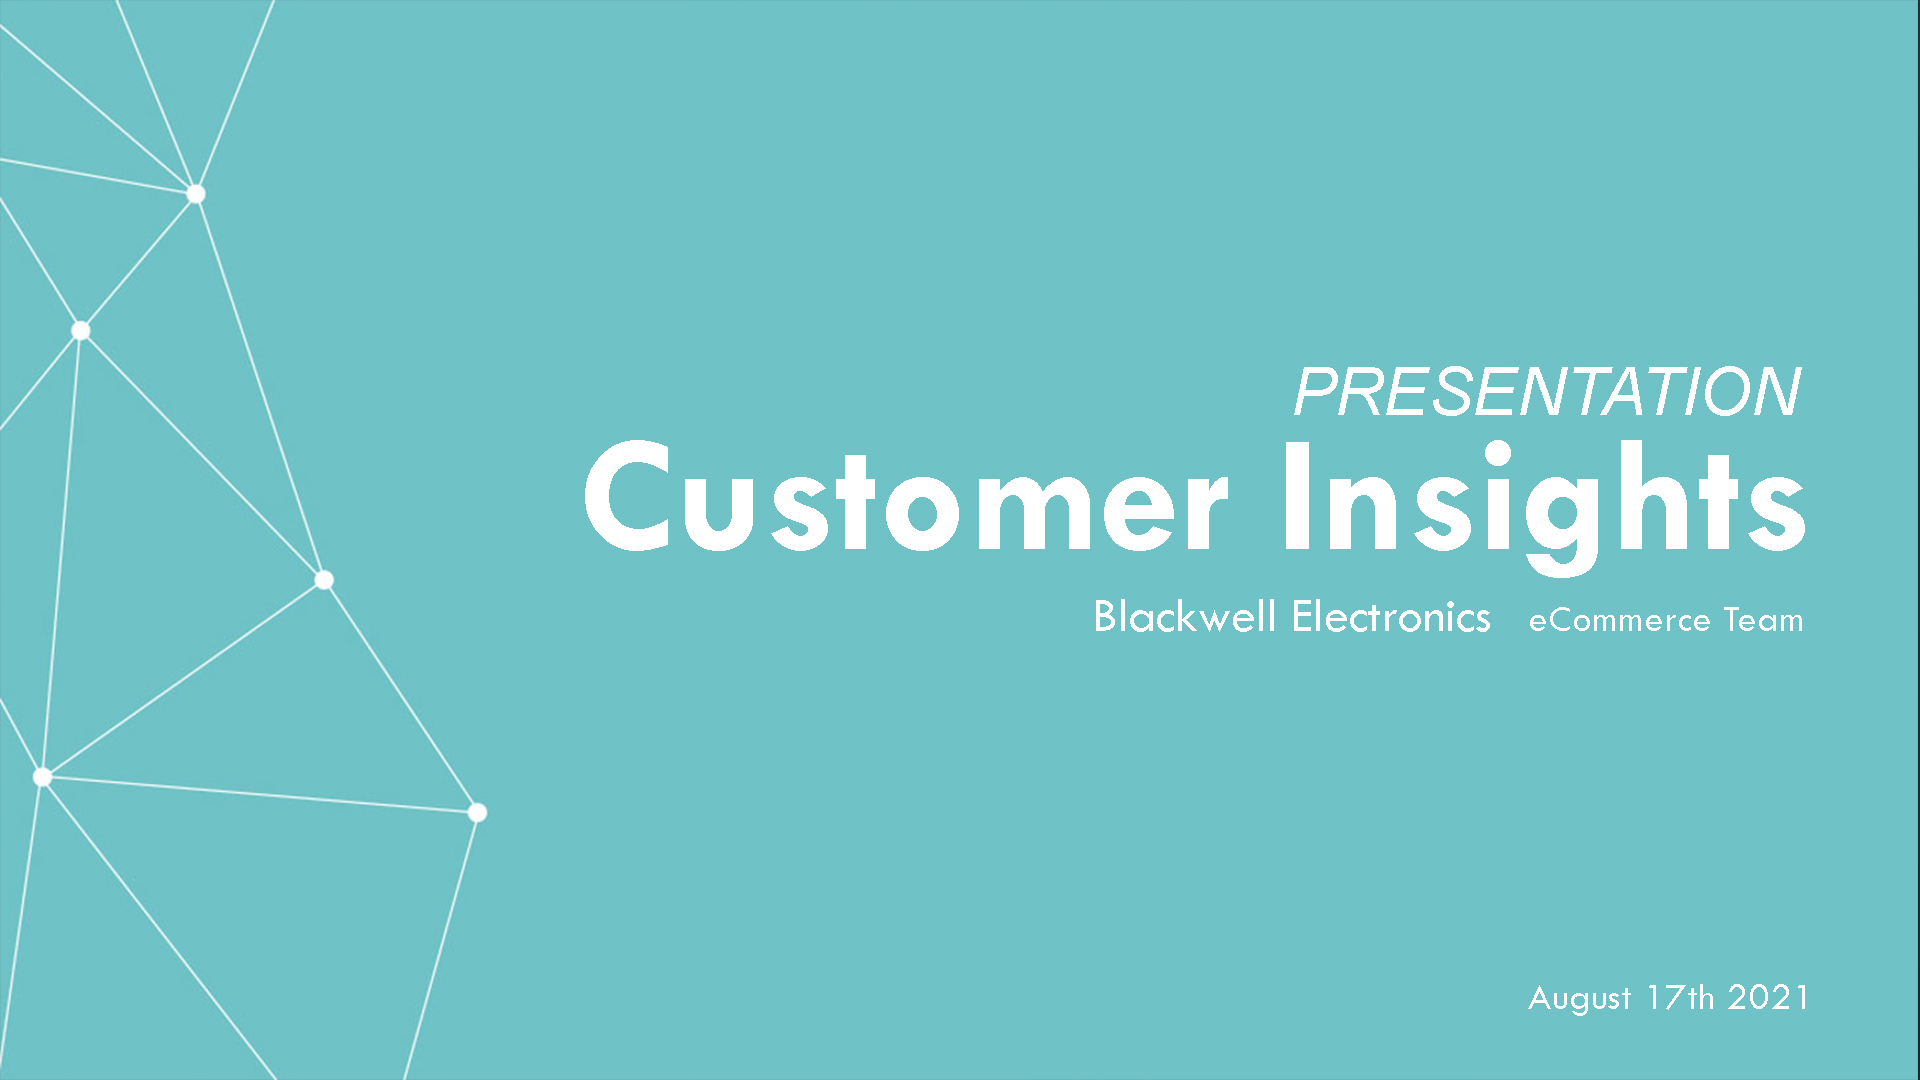 PRESENTATION
Customer Insights
Blackwell Electronics eCommerce Team
August 17th 2021